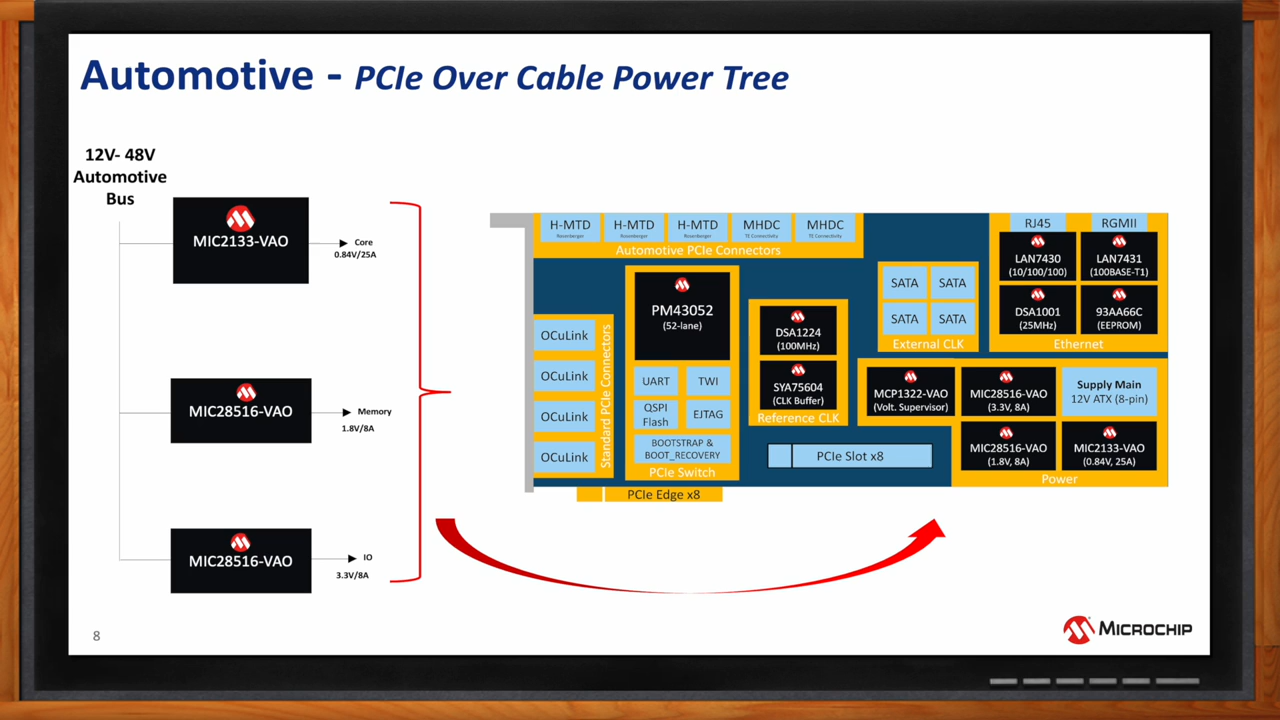 Automotive - PCIe Over Cable Power Tree
12V- 48V
Automotive
Bus
MIC2133-VAO
Core
0.84V/25A
MIC28516-VAO
Memory
1.8V/8A
MIC28516-VAO
IO
3.3V/8A
H-MTD
Rosenberger
H-MTD
Rosenberger
H-MTD
Rosenberger
MHDC
TE Connectivity
MHDC
TE Connectivity
Automotive PCIe Connectors
OCuLink
OCuLink
OCuLink
OCuLink
Standard PCIe Connectors
PM43052
(52-lane)
UART
TWI
QSPI
Flash
EJTAG
BOOTSTRAP &
BOOT_RECOVERY
PCIe Switch
PCIe Edge x8
DSA1224
(100MHz)
SYA75604
(CLK Buffer)
Reference CLK
PCIe Slot x8
SATA
SATA
SATA
SATA
External CLK
RJ45
RGMII
LAN7430
(10/100/100)
LAN7431
(100BASE-T1)
DSA1001
(25MHz)
93AA66C
(EEPROM)
Ethernet
MCP1322-VAO
(Volt. Supervisor)
MIC28516-VAO
(3.3V, 8A)
Supply Main
12V ATX (8-pin)
MIC28516-VAO
(1.8V, 8A)
MIC2133-VAO
(0.84V, 25A)
Power
8
MICROCHIP